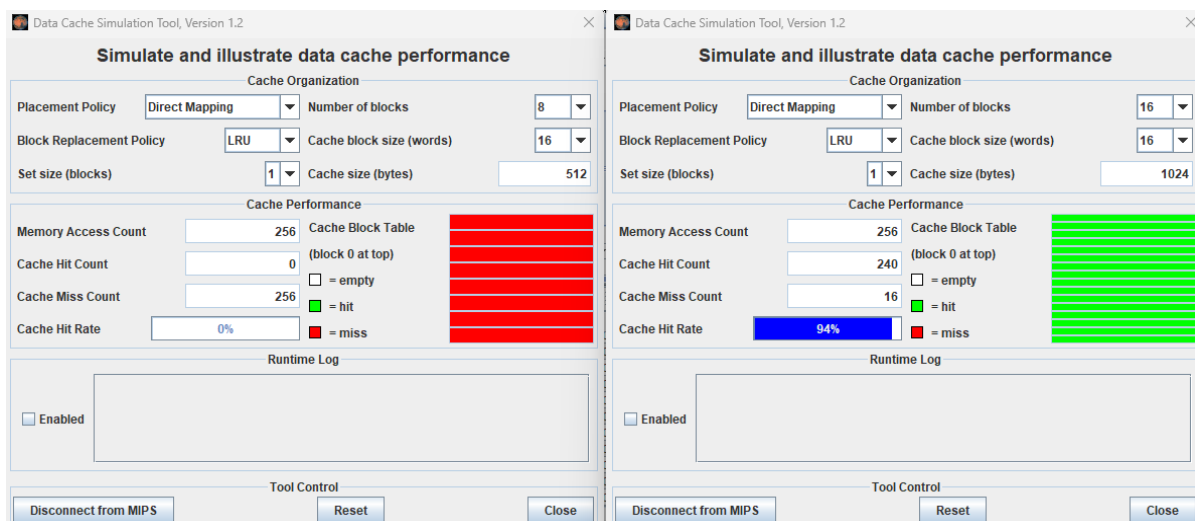 Data Cache Simulation Tool, Version 1.2
Simulate and illustrate data cache performance
Cache Organization
Placement Policy Direct Mapping Number of blocks 8
Block Replacement Policy LRU Cache block size (words) 16
Set size (blocks) 1 Cache size (bytes) 512
Cache Performance
Memory Access Count 256 Cache Block Table
(block 0 at top)
Cache Hit Count 0
= empty
Cache Miss Count 256
= hit
Cache Hit Rate 0%
= miss
Runtime Log
Enabled
Tool Control
Disconnect from MIPS Reset Close
Data Cache Simulation Tool, Version 1.2
Simulate and illustrate data cache performance
Cache Organization
Placement Policy Direct Mapping Number of blocks 16
Block Replacement Policy LRU Cache block size (words) 16
Set size (blocks) 1 Cache size (bytes) 1024
Cache Performance
Memory Access Count 256 Cache Block Table
(block 0 at top)
Cache Hit Count 240
= empty
Cache Miss Count 16
= hit
Cache Hit Rate 94%
= miss
Runtime Log
Enabled
Tool Control
Disconnect from MIPS Reset Close